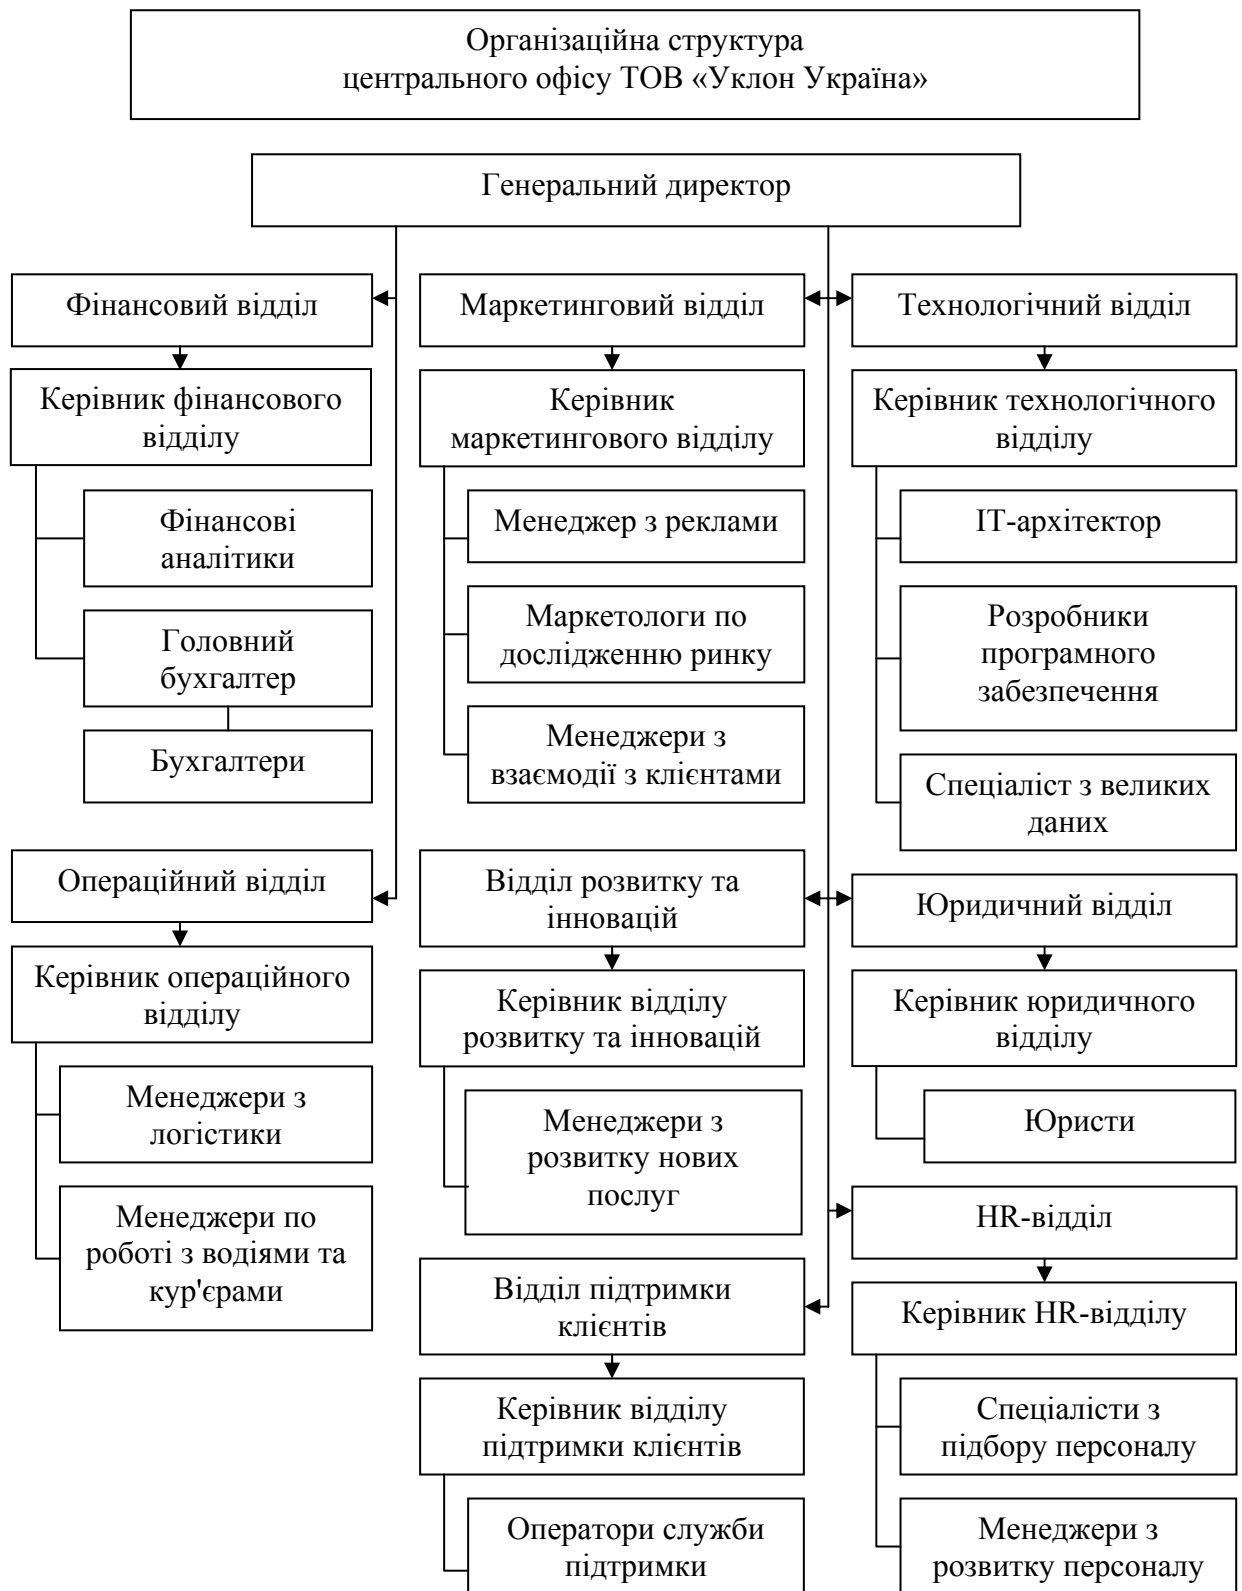 Організаційна структура
центрального офісу ТОВ «Уклон Україна»
Генеральний директор
Фінансовий відділ
Керівник фінансового
відділу
Фінансові
аналітики
Головний
бухгалтер
Бухгалтери
Операційний відділ
Керівник операційного
відділу
Менеджери з
логістики
Менеджери по
роботі з водіями та
кур'єрами
Маркетинговий відділ
Керівник
маркетингового відділу
Менеджер з реклами
Маркетологи по
дослідженню ринку
Менеджери з
взаємодії з клієнтами
Відділ розвитку та
інновацій
Керівник відділу
розвитку та інновацій
Менеджери з
розвитку нових
послуг
Відділ підтримки
клієнтів
Керівник відділу
підтримки клієнтів
Оператори служби
підтримки
Технологічний відділ
Керівник технологічного
відділу
ІТ-архітектор
Розробники
програмного
забезпечення
Спеціаліст з великих
даних
Юридичний відділ
Керівник юридичного
відділу
Юристи
HR-відділ
Керівник HR-відділу
Спеціалісти з
підбору персоналу
Менеджери з
розвитку персоналу